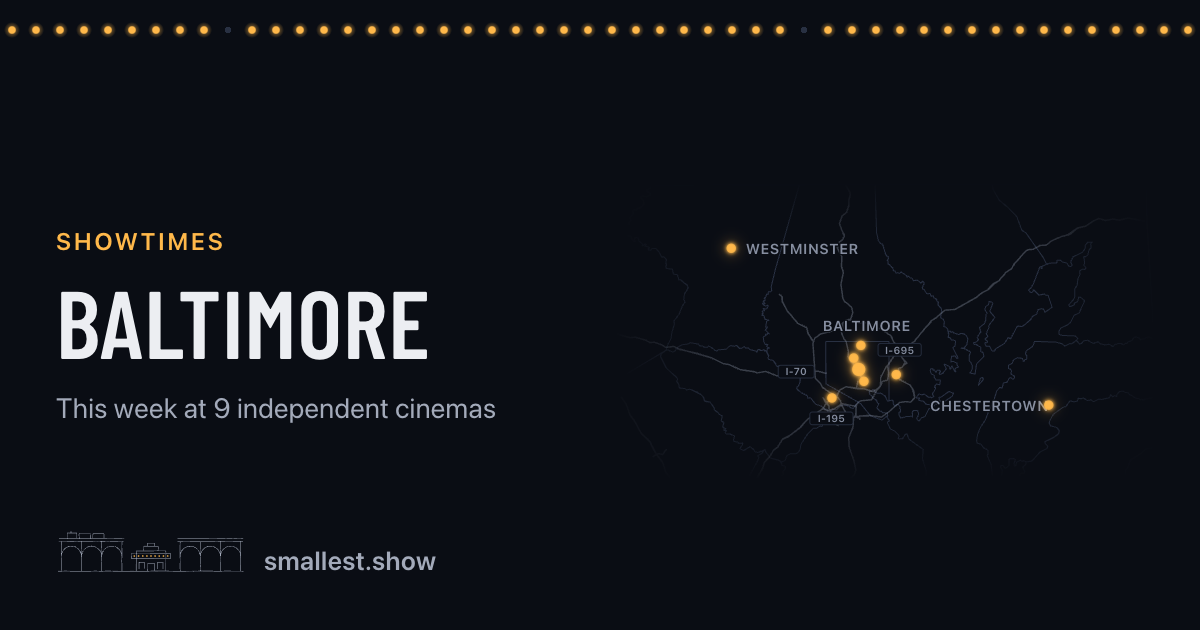 SHOWTIMES
BALTIMORE
This week at 9 independent cinemas
WESTMINSTER
BALTIMORE
I-695
I-70
CHESTERTOWN
I-195
smallest.show